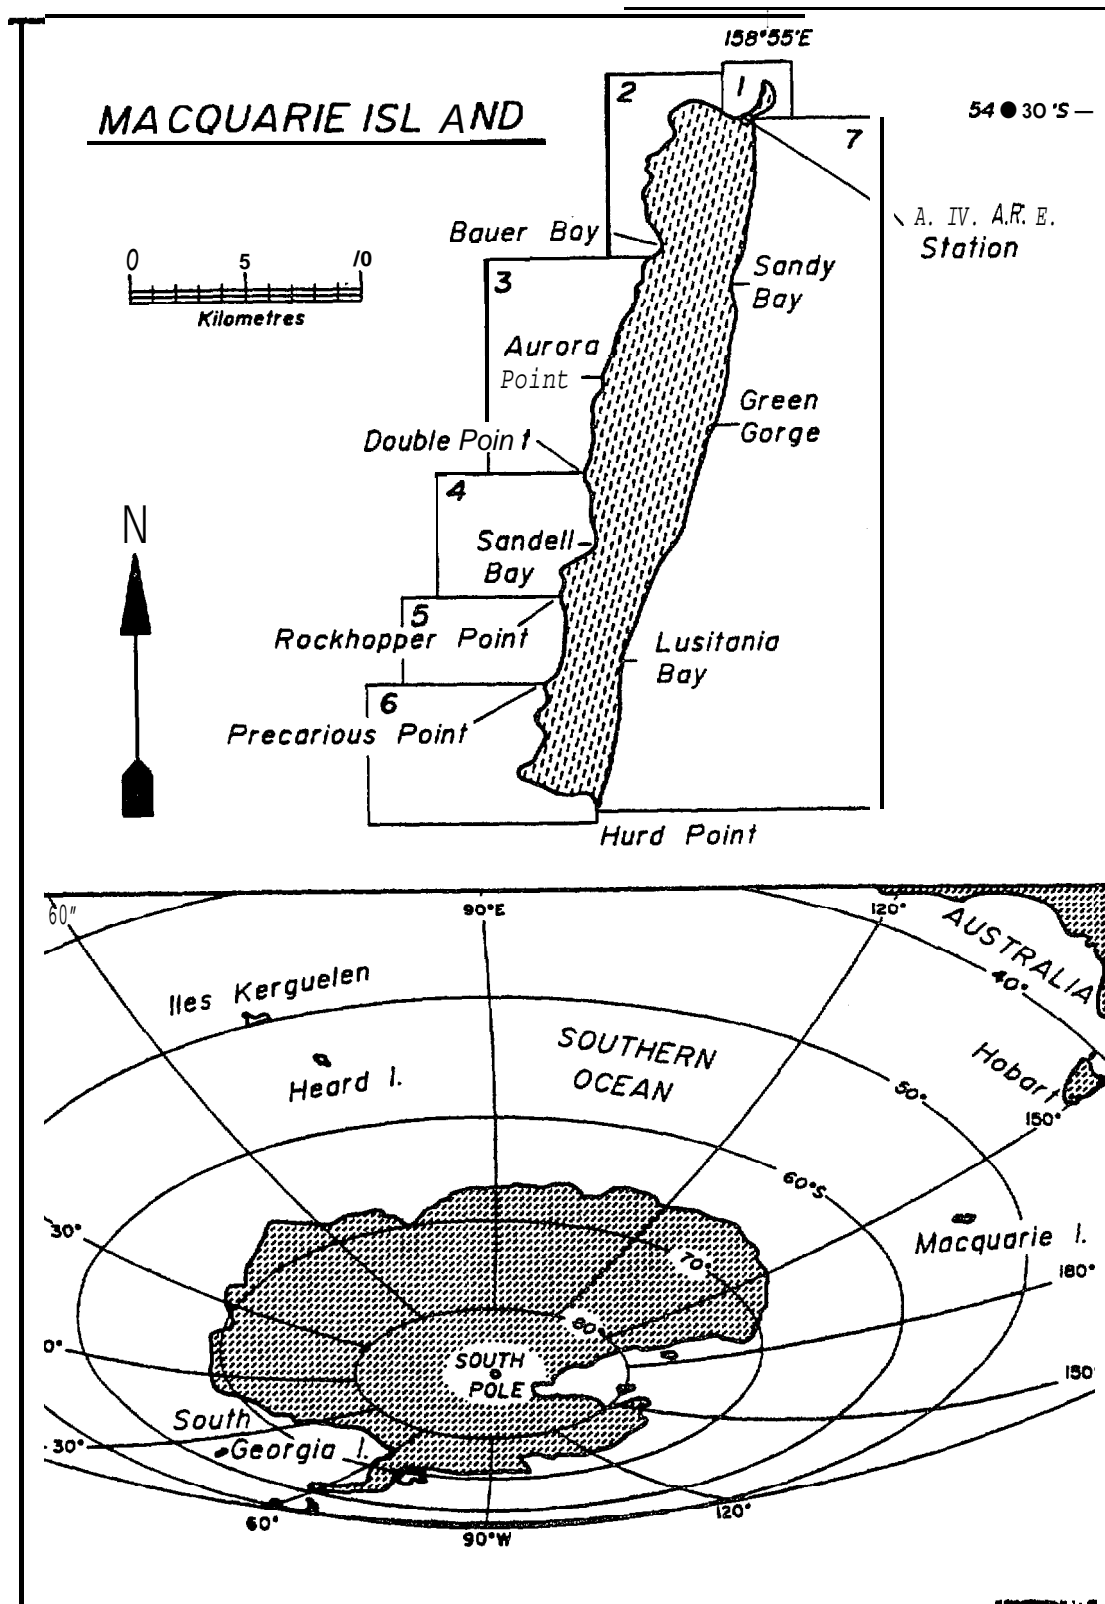 158°55'E
MACQUARIE ISLAND
2
1
54●30'S —
7
A. IV. A.R. E.
Station
Bauer Bay
0 5 10
Kilometres
3
Sandy
Bay
Aurora
Point
Green
Gorge
Double Point
4
N
Sandell
Bay
5
Rockhopper Point
Lusitania
Bay
6
Precarious Point
Hurd Point
60"
90°E
120°
AUSTRALIA
40°
Iles Kerguelen
SOUTHERN
OCEAN
Heard I.
Hobart
50°
150°
60°S
30°
Macquarie I.
70°
180°
80°
0°
SOUTH
POLE
150°
South
Georgia I.
30°
60°
120°
90°W